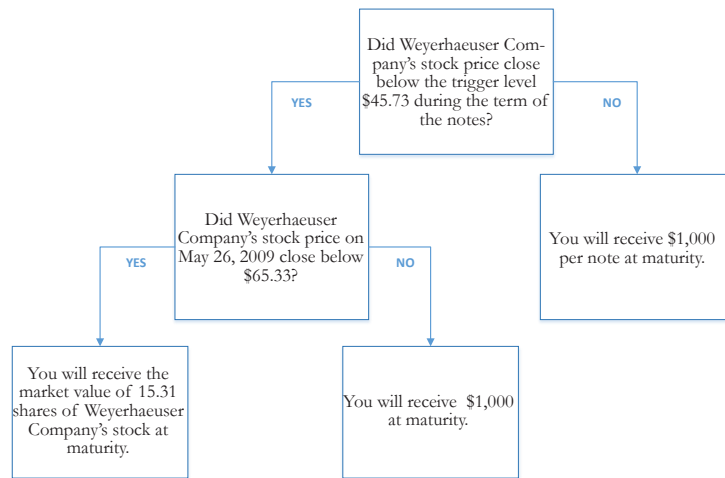 Did Weyerhaeuser Com-
pany's stock price close
below the trigger level
$45.73 during the term of
the notes?
YES
NO
Did Weyerhaeuser
Company's stock price on
May 26, 2009 close below
$65.33?
You will receive $1,000
per note at maturity.
YES
NO
You will receive the
market value of 15.31
shares of Weyerhaeuser
Company's stock at
maturity.
You will receive $1,000
at maturity.